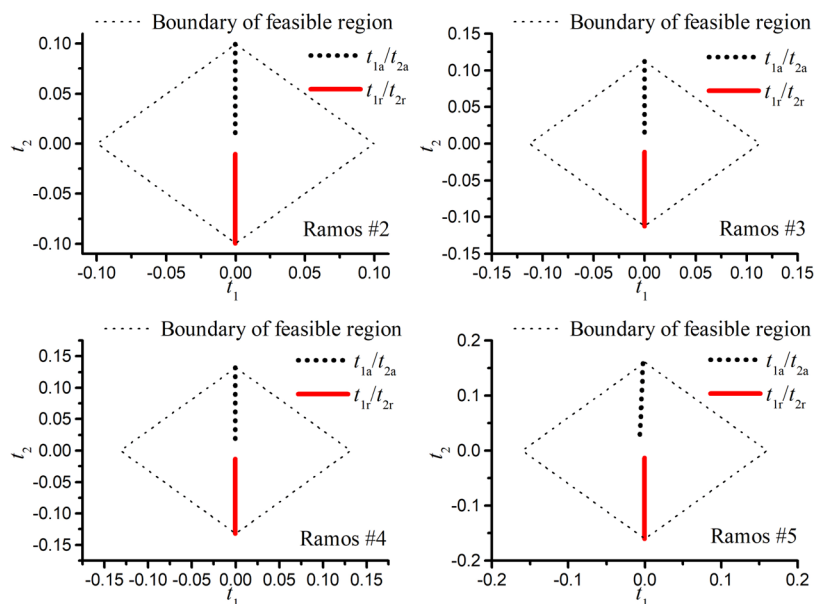 Boundary of feasible region
t1a/t2a
t1r/t2r
0.10
0.05
0.00
-0.05
-0.10
t2
Ramos #2
-0.10 -0.05 0.00 0.05 0.10
t1
Boundary of feasible region
t1a/t2a
t1r/t2r
0.15
0.10
0.05
0.00
-0.05
-0.10
-0.15
t2
Ramos #3
-0.15 -0.10 -0.05 0.00 0.05 0.10 0.15
t1
Boundary of feasible region
t1a/t2a
t1r/t2r
0.15
0.10
0.05
0.00
-0.05
-0.10
-0.15
t2
Ramos #4
-0.15 -0.10 -0.05 0.00 0.05 0.10 0.15
t1
Boundary of feasible region
t1a/t2a
t1r/t2r
0.2
0.1
0.0
-0.1
-0.2
t2
Ramos #5
-0.2 -0.1 0.0 0.1 0.2
t1